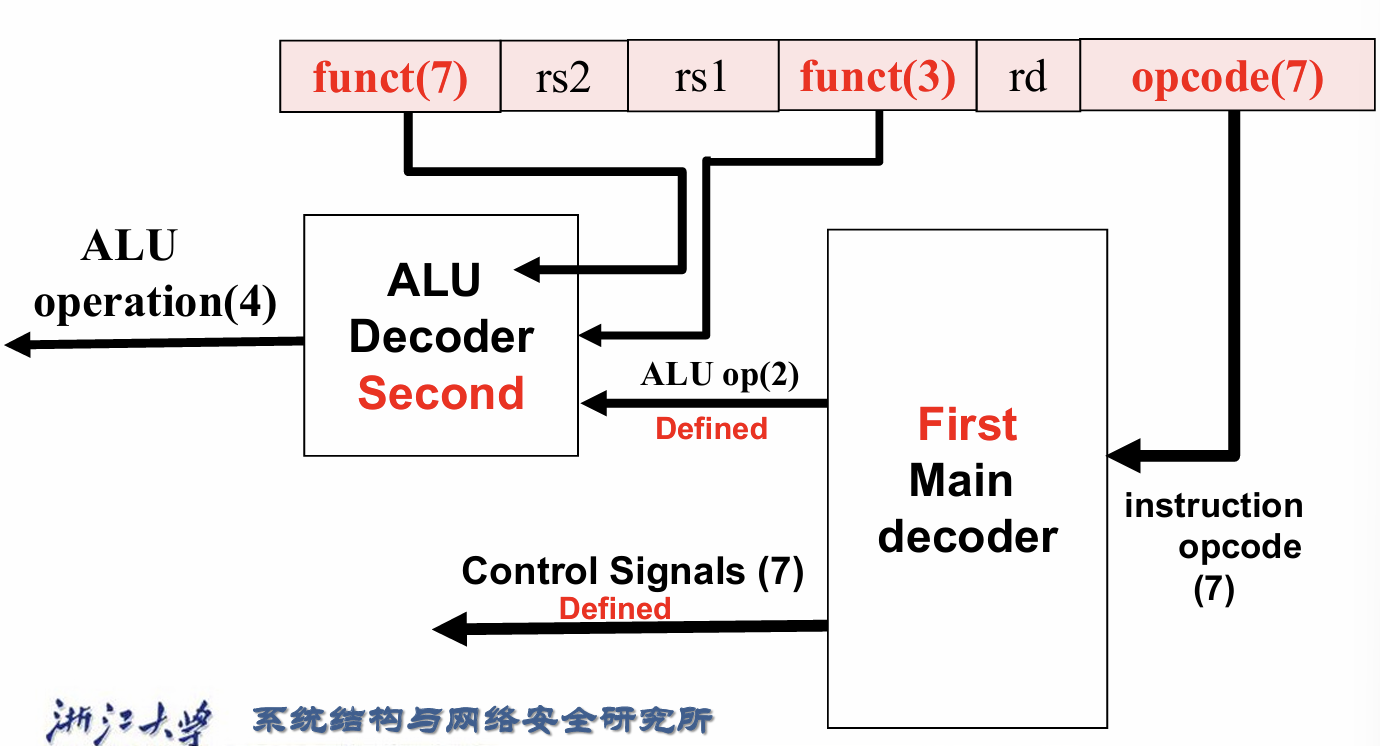 funct(7) rs2 rs1 funct(3) rd opcode(7)
ALU
operation(4)
ALU
Decoder
Second
ALU op(2)
Defined
First
Main
decoder
instruction
opcode
(7)
Control Signals (7)
Defined
浙江大学 系统结构与网络安全研究所